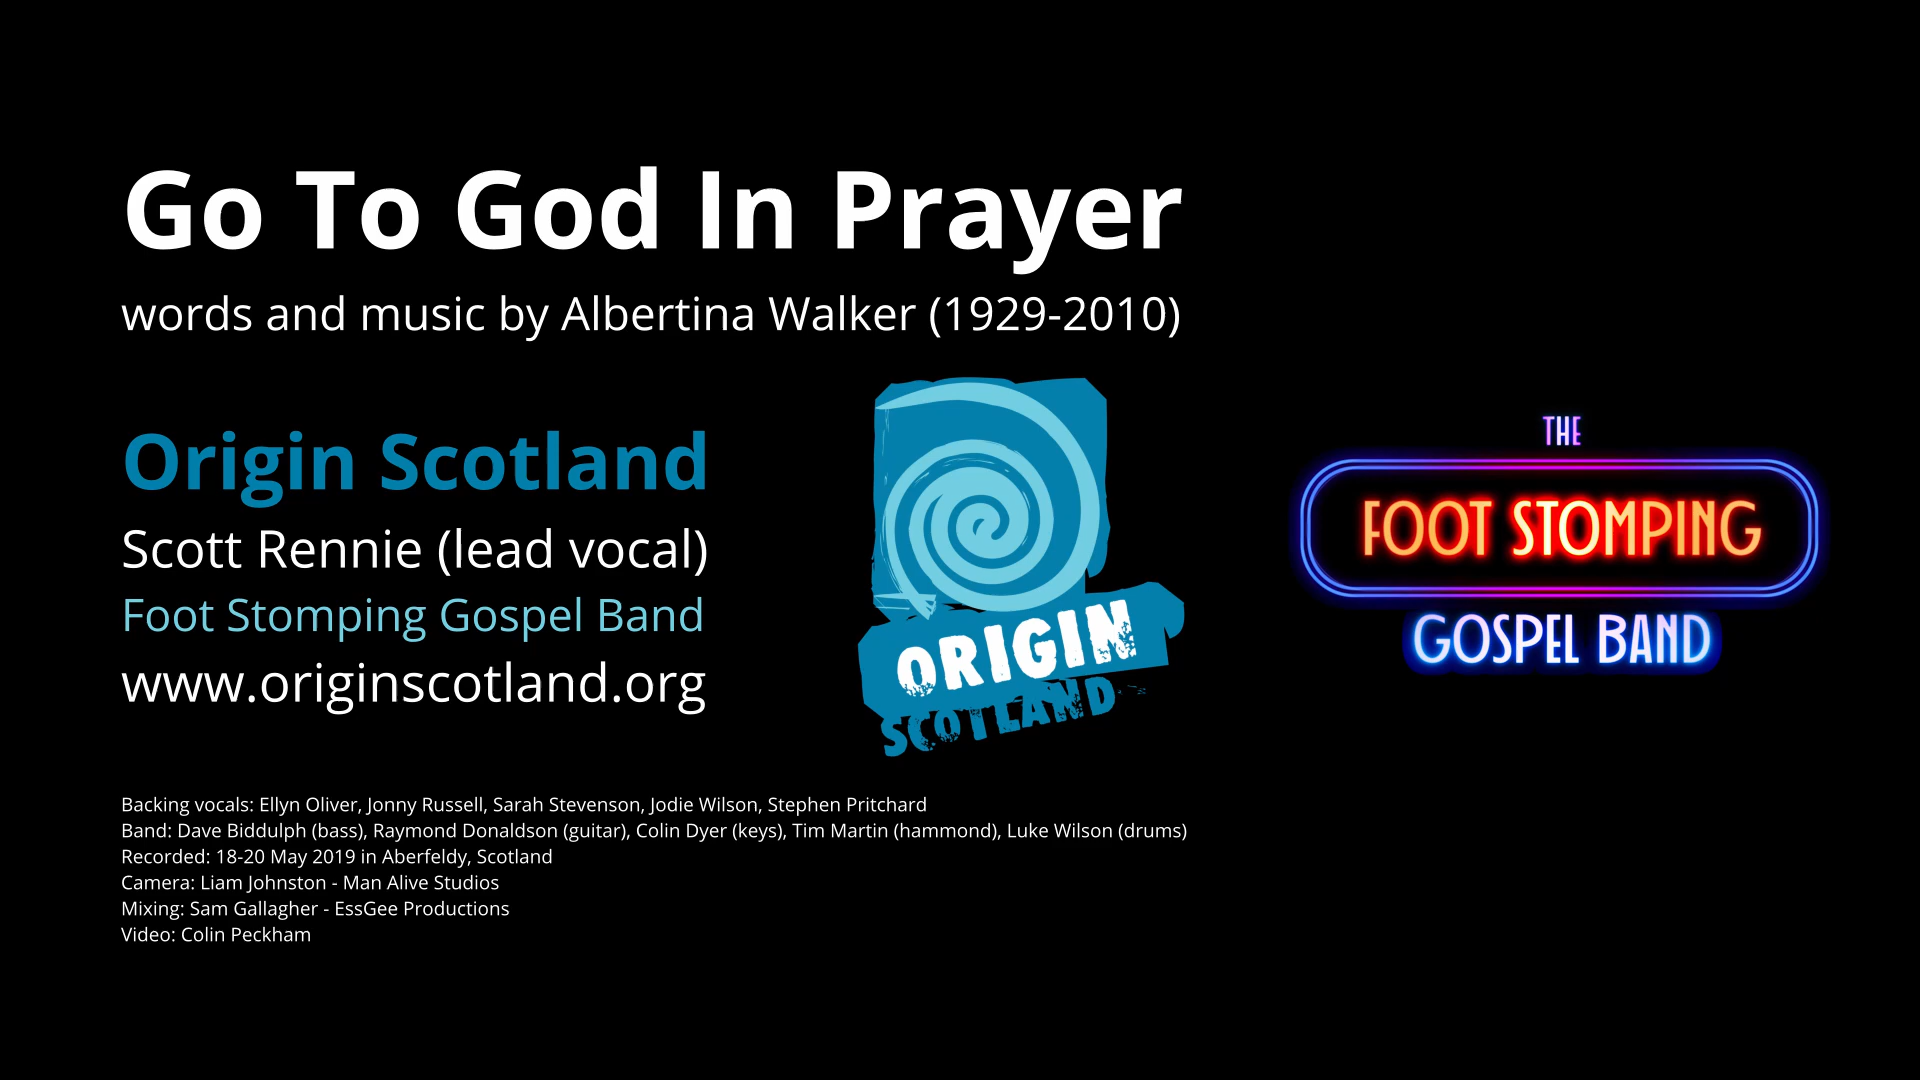 Go To God In Prayer
words and music by Albertina Walker (1929-2010)
Origin Scotland
Scott Rennie (lead vocal)
Foot Stomping Gospel Band
www.originscotland.org
ORIGIN
SCOTLAND
THE
FOOT STOMPING
GOSPEL BAND
Backing vocals: Ellyn Oliver, Jonny Russell, Sarah Stevenson, Jodie Wilson, Stephen Pritchard
Band: Dave Biddulph (bass), Raymond Donaldson (guitar), Colin Dyer (keys), Tim Martin (hammond), Luke Wilson (drums)
Recorded: 18-20 May 2019 in Aberfeldy, Scotland
Camera: Liam Johnston - Man Alive Studios
Mixing: Sam Gallagher - EssGee Productions
Video: Colin Peckham